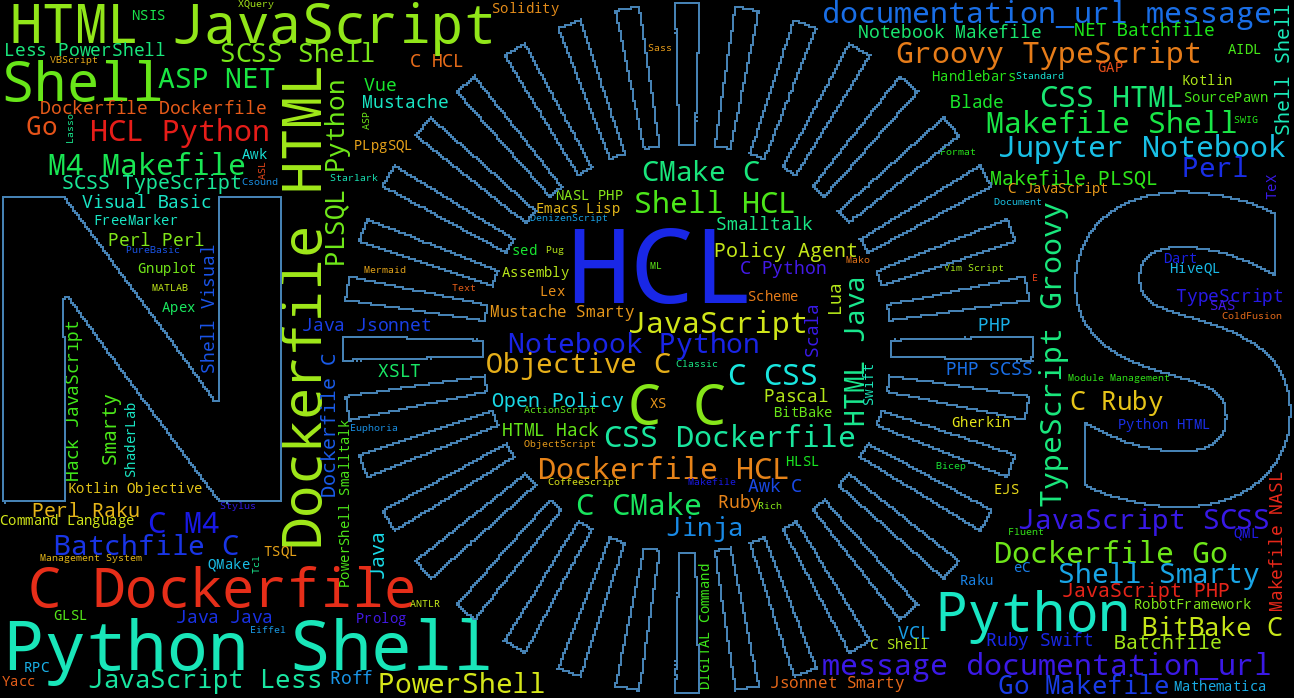 XQuery
HTML JavaScript
NSIS
Less PowerShell
VBScript
SCSS Shell
Shell
ASP NET
Dockerfile Dockerfile
Go
Lasso
HCL Python
M4 Makefile
Awk
ASL
SCSS TypeScript
Csound
Visual Basic
FreeMarker
Perl Perl
PureBasic
Gnuplot
MATLAB
Apex
Shell Visual
Hack JavaScript
Smarty
ShaderLab
Kotlin Objective
Stylus
Perl Raku
Command Language
C M4
Batchfile C
Management System
TSQL
QMake
Tcl
C Dockerfile
ANTLR
GLSL
Java Java
Eiffel
Prolog
Python Shell
RPC
Yacc
JavaScript Less
Roff
PowerShell
Dockerfile HTML
PLSQL Python
Vue
Mustache
ASP
PLpgSQL
Starlark
C HCL
Solidity
Sass
Mermaid
Text
Java Jsonnet
XSLT
Dockerfile C
Euphoria
PowerShell Smalltalk
Java
CMake C
NASL PHP
Shell HCL
Emacs Lisp
DenizenScript
Smalltalk
sed
Pug
HCL
ML
Policy Agent
C Python
Mako
Assembly
Lex
Scheme
Mustache Smarty
JavaScript
Scala
Lua
HTML Java
Swift
Notebook Python
Objective C
Classic
C CSS
Open Policy
XS
C C
Pascal
ActionScript
BitBake
HTML Hack
CSS Dockerfile
ObjectScript
Dockerfile HCL
HLSL
CoffeeScript
Makefile
Awk C
C CMake
Ruby
Rich
Jinja
DIGITAL Command
documentation_url message
Notebook Makefile
NET Batchfile
Groovy TypeScript
AIDL
GAP
Shell Shell
Handlebars
Standard
Kotlin
Blade
CSS HTML
SourcePawn
Makefile Shell
SWIG
Format
Jupyter Notebook
Perl
Makefile PLSQL
C JavaScript
TeX
Document
TypeScript Groovy
Vim Script
E
Dart
HiveQL
TypeScript
SAS
ColdFusion
PHP
PHP SCSS
Module Management
C Ruby
Gherkin
Python HTML
Bicep
EJS
Makefile NASL
JavaScript SCSS
Fluent
QML
Dockerfile Go
eC
Raku
Shell Smarty
JavaScript PHP
Python
RobotFramework
VCL
BitBake C
Ruby Swift
C Shell
Batchfile
message documentation_url
Jsonnet Smarty
Go Makefile
Mathematica